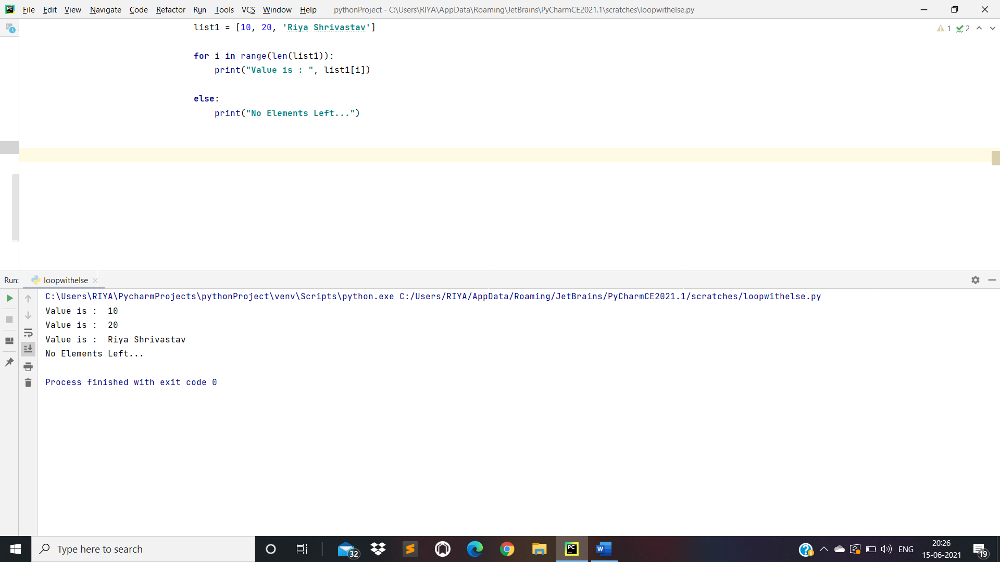 PC File Edit View Navigate Code Refactor Run Tools VCS Window Help pythonProject - C:\Users\RIYA\AppData\Roaming\JetBrains\PyCharmCE2021.1\scratches\loopwithelse.py
list1 = [10, 20, 'Riya Shrivastav']
1 2
for i in range(len(list1)):
    print("Value is : ", list1[i])
else:
    print("No Elements Left...")
Run: loopwithelse
C:\Users\RIYA\PycharmProjects\pythonProject\venv\Scripts\python.exe C:/Users/RIYA/AppData/Roaming/JetBrains/PyCharmCE2021.1/scratches/loopwithelse.py
Value is :  10
Value is :  20
Value is :  Riya Shrivastav
No Elements Left...
Process finished with exit code 0
Type here to search
32
PC
W
ENG
20:26
15-06-2021
19